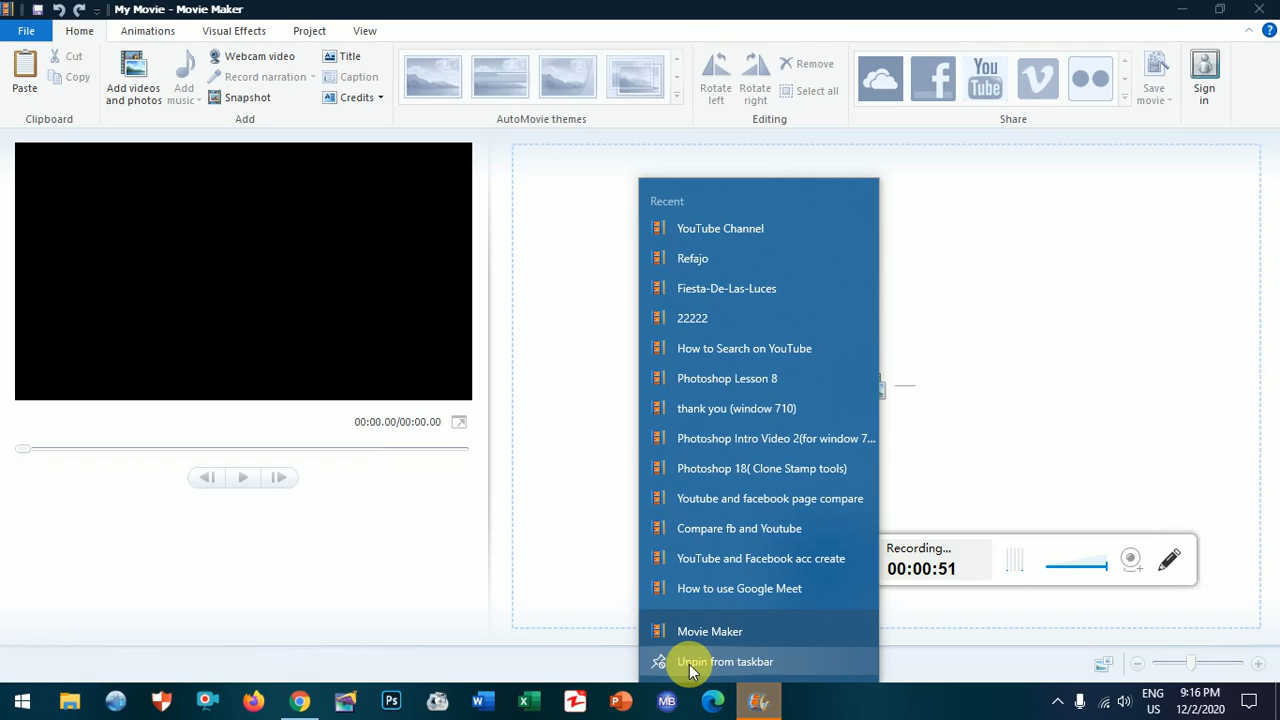 My Movie - Movie Maker
File Home Animations Visual Effects Project View
Paste
Cut
Copy
Clipboard
Add videos and photos
Add music
Webcam video
Record narration
Snapshot
Title
Caption
Credits
Add
AutoMovie themes
Rotate left
Rotate right
Remove
Select all
Editing
You Tube
Share
Save movie
Sign in
00:00.00/00:00.00
Recent
YouTube Channel
Refajo
Fiesta-De-Las-Luces
22222
How to Search on YouTube
Photoshop Lesson 8
thank you (window 710)
Photoshop Intro Video 2(for window 7...
Photoshop 18( Clone Stamp tools)
Youtube and facebook page compare
Compare fb and Youtube
YouTube and Facebook acc create
How to use Google Meet
Movie Maker
Unpin from taskbar
Recording...
00:00:51
Ps
MB
ENG
US
9:16 PM
12/2/2020